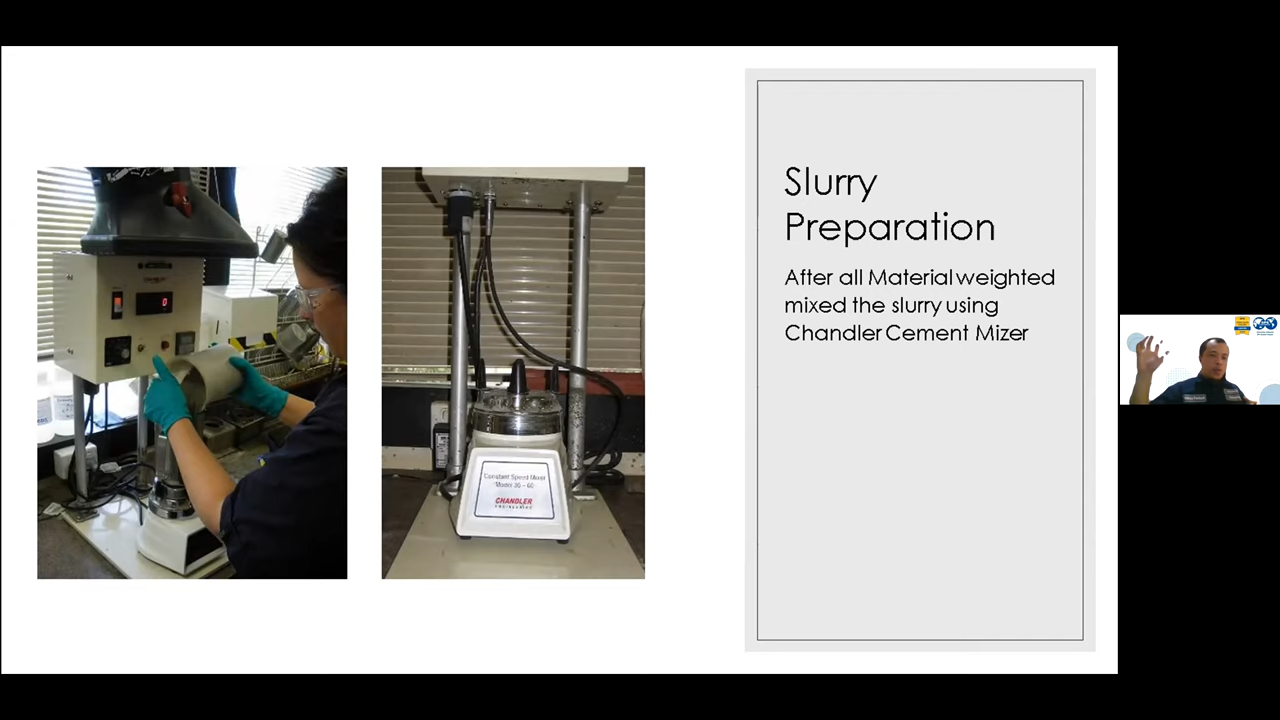 Slurry
Preparation
After all Material weighted
mixed the slurry using
Chandler Cement Mizer
0
Constant Speed Mixer
Model 30 - 60
CHANDLER
ENGINEERING